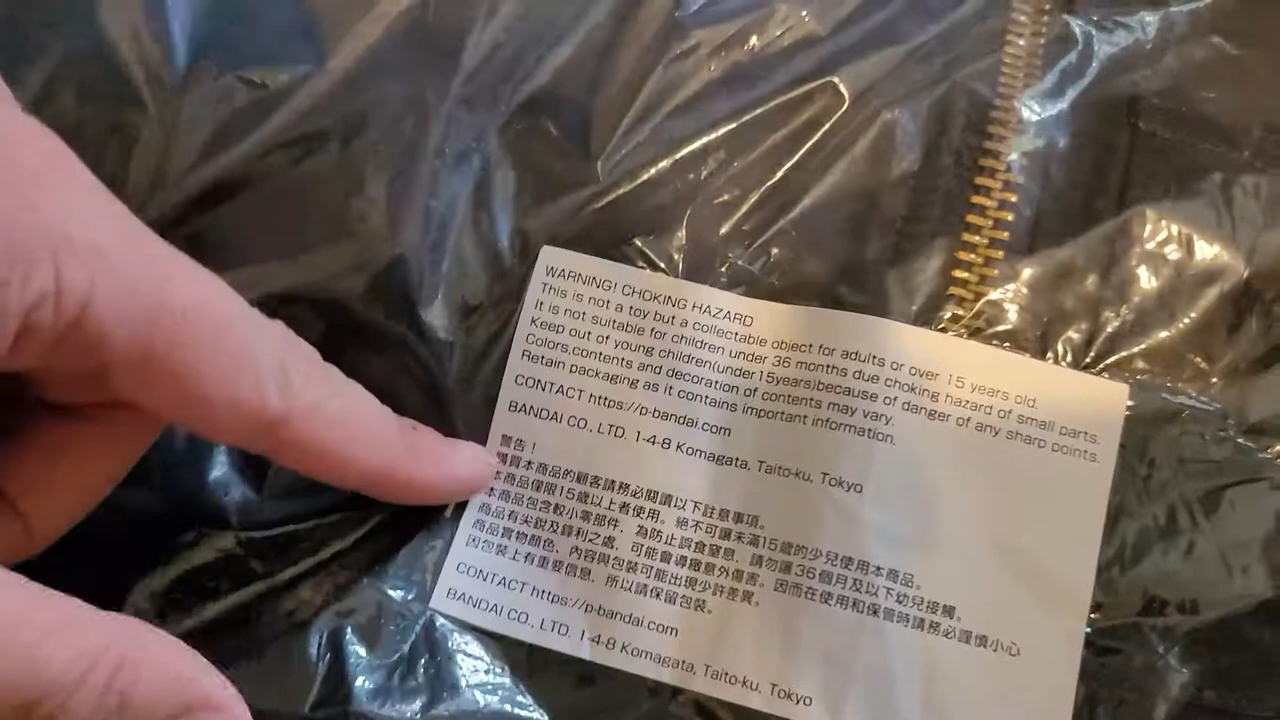 WARNING! CHOKING HAZARD
This is not a toy but a collectable object for adults or over 15 years old.
It is not suitable for children under 36 months due choking hazard of small parts.
Keep out of young children(under15years)because of danger of any sharp points.
Colors,contents and decoration of contents may vary.
Retain packaging as it contains important information.
CONTACT https://p-bandai.com
BANDAI CO., LTD. 1-4-8 Komagata, Taito-ku, Tokyo
警告！
購買本商品的顧客請務必閱讀以下註意事項。
本商品僅限15歲以上者使用。絕不可讓未滿15歲的少兒使用本商品。
本商品包含較小零部件，為防止誤食窒息，請勿讓36個月及以下幼兒接觸。
商品有尖銳及鋒利之處，可能會導緻意外傷害。因而在使用和保管時請務必謹慎小心
商品實物顏色、內容與包裝可能出現少許差異。
因包裝上有重要信息，所以請保留包裝。
CONTACT https://p-bandai.com
BANDAI CO., LTD. 1-4-8 Komagata, Taito-ku, Tokyo